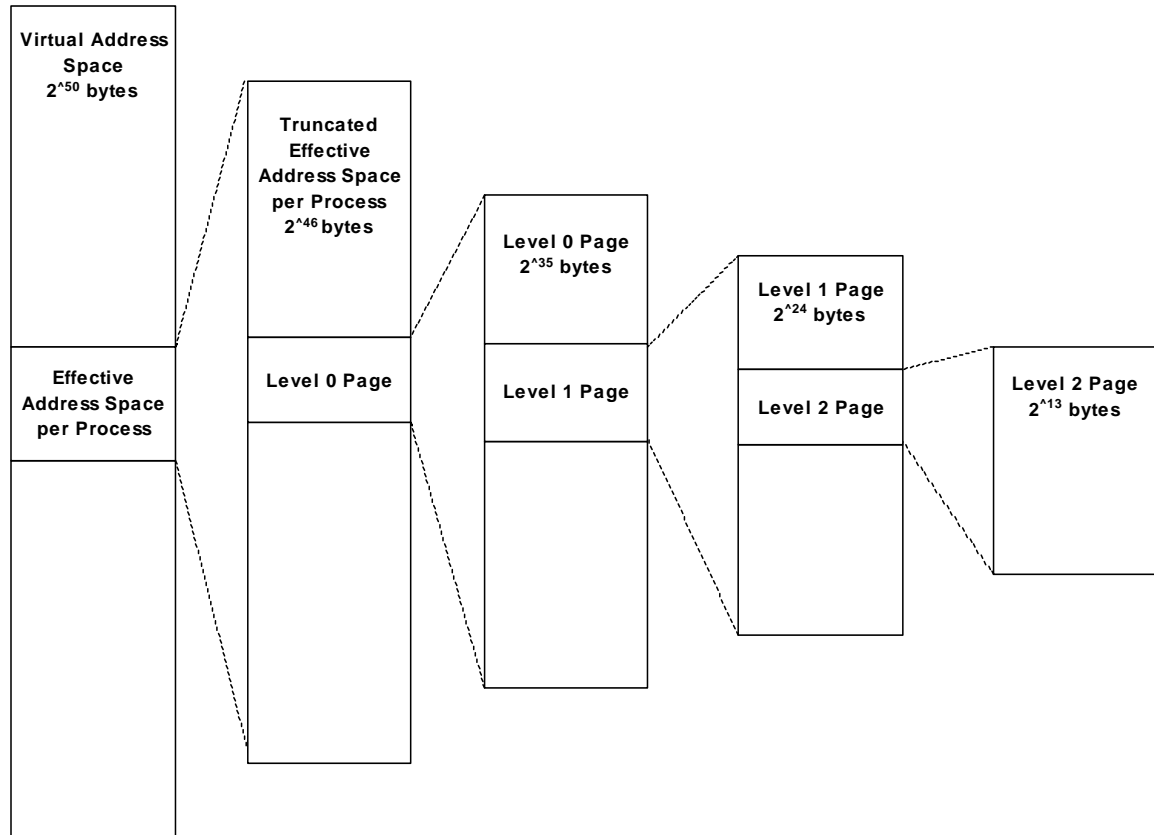 Virtual Address
Space
2^50 bytes
Effective
Address Space
per Process
Truncated
Effective
Address Space
per Process
2^46 bytes
Level 0 Page
Level 0 Page
2^35 bytes
Level 1 Page
Level 1 Page
2^24 bytes
Level 2 Page
Level 2 Page
2^13 bytes